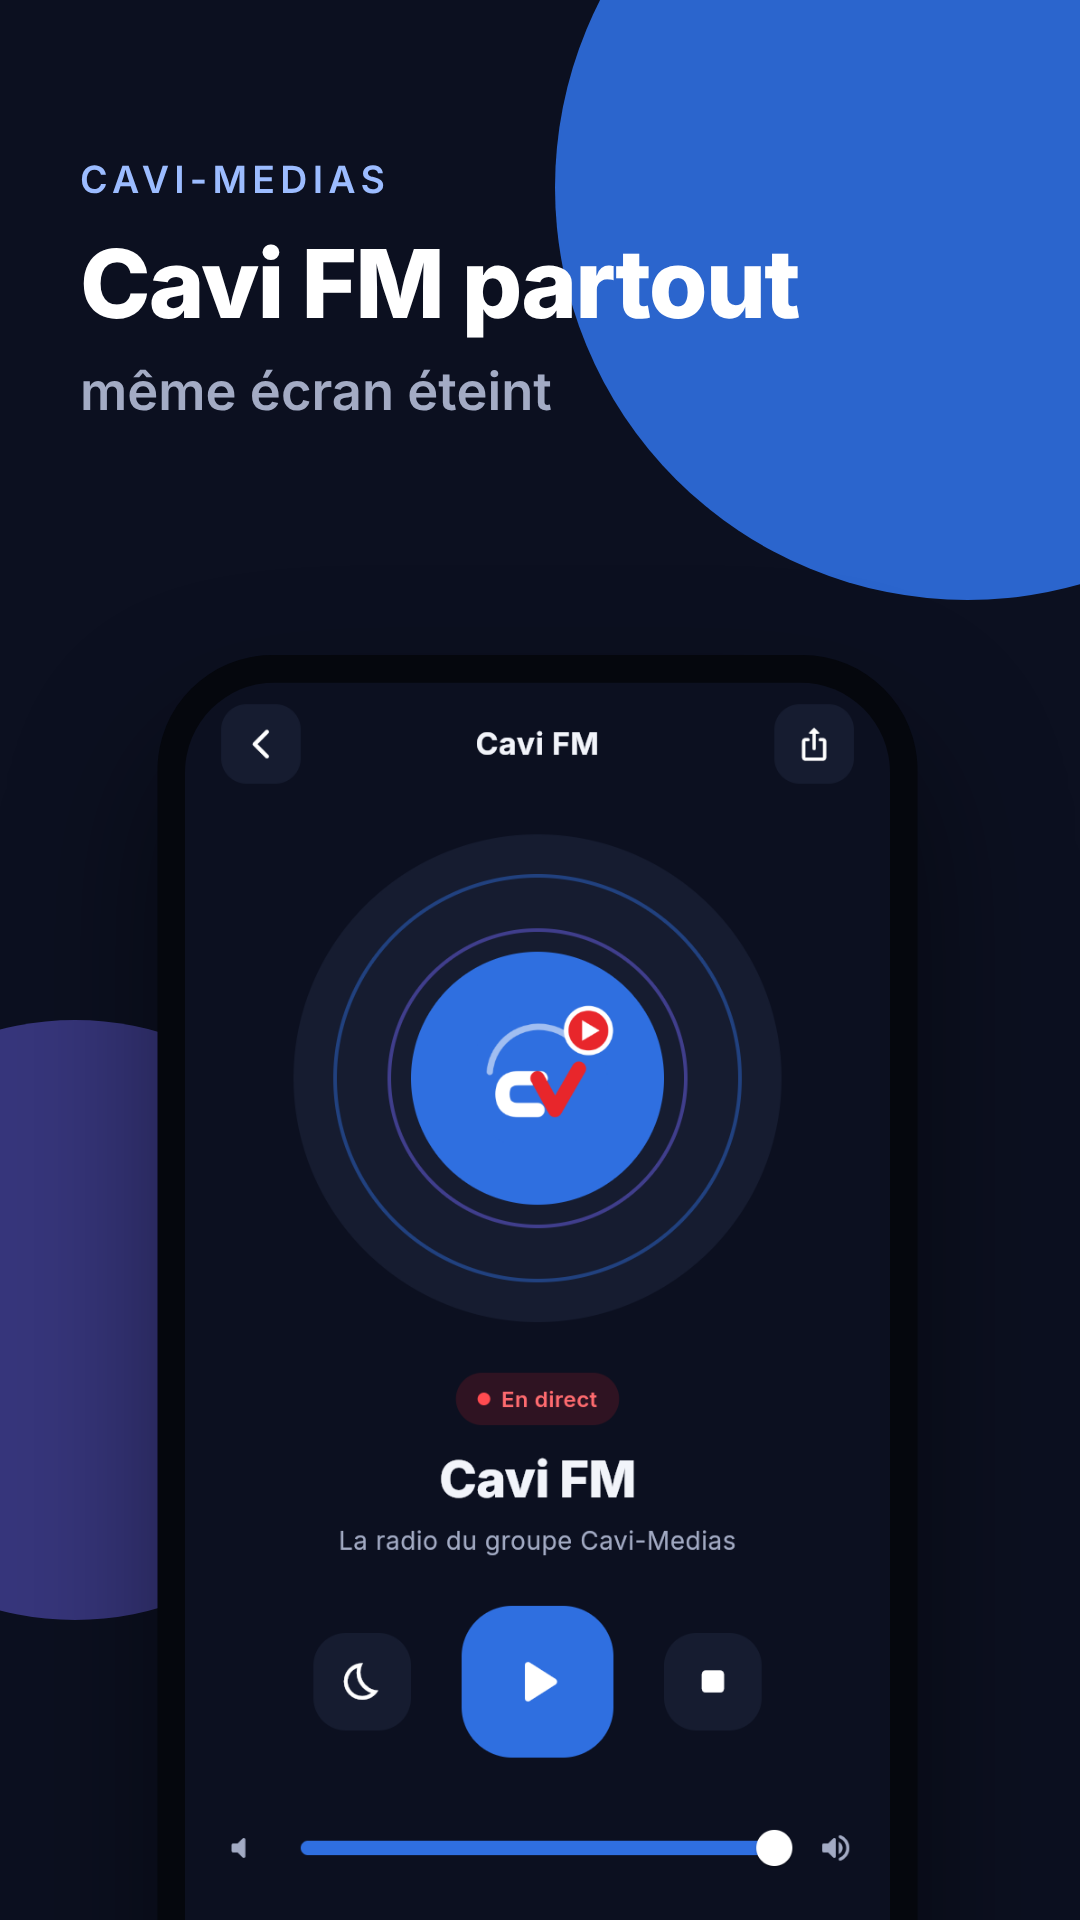 CAVI-MEDIAS
Cavi FM partout
même écran éteint
Cavi FM
CV
En direct
Cavi FM
La radio du groupe Cavi-Medias